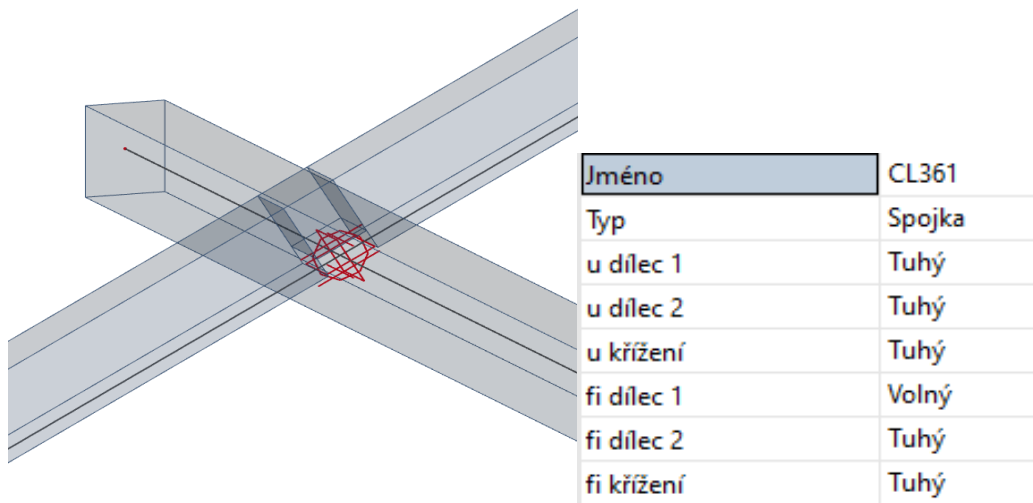 Jméno CL361
Typ Spojka
u dílec 1 Tuhý
u dílec 2 Tuhý
u křížení Tuhý
fi dílec 1 Volný
fi dílec 2 Tuhý
fi křížení Tuhý